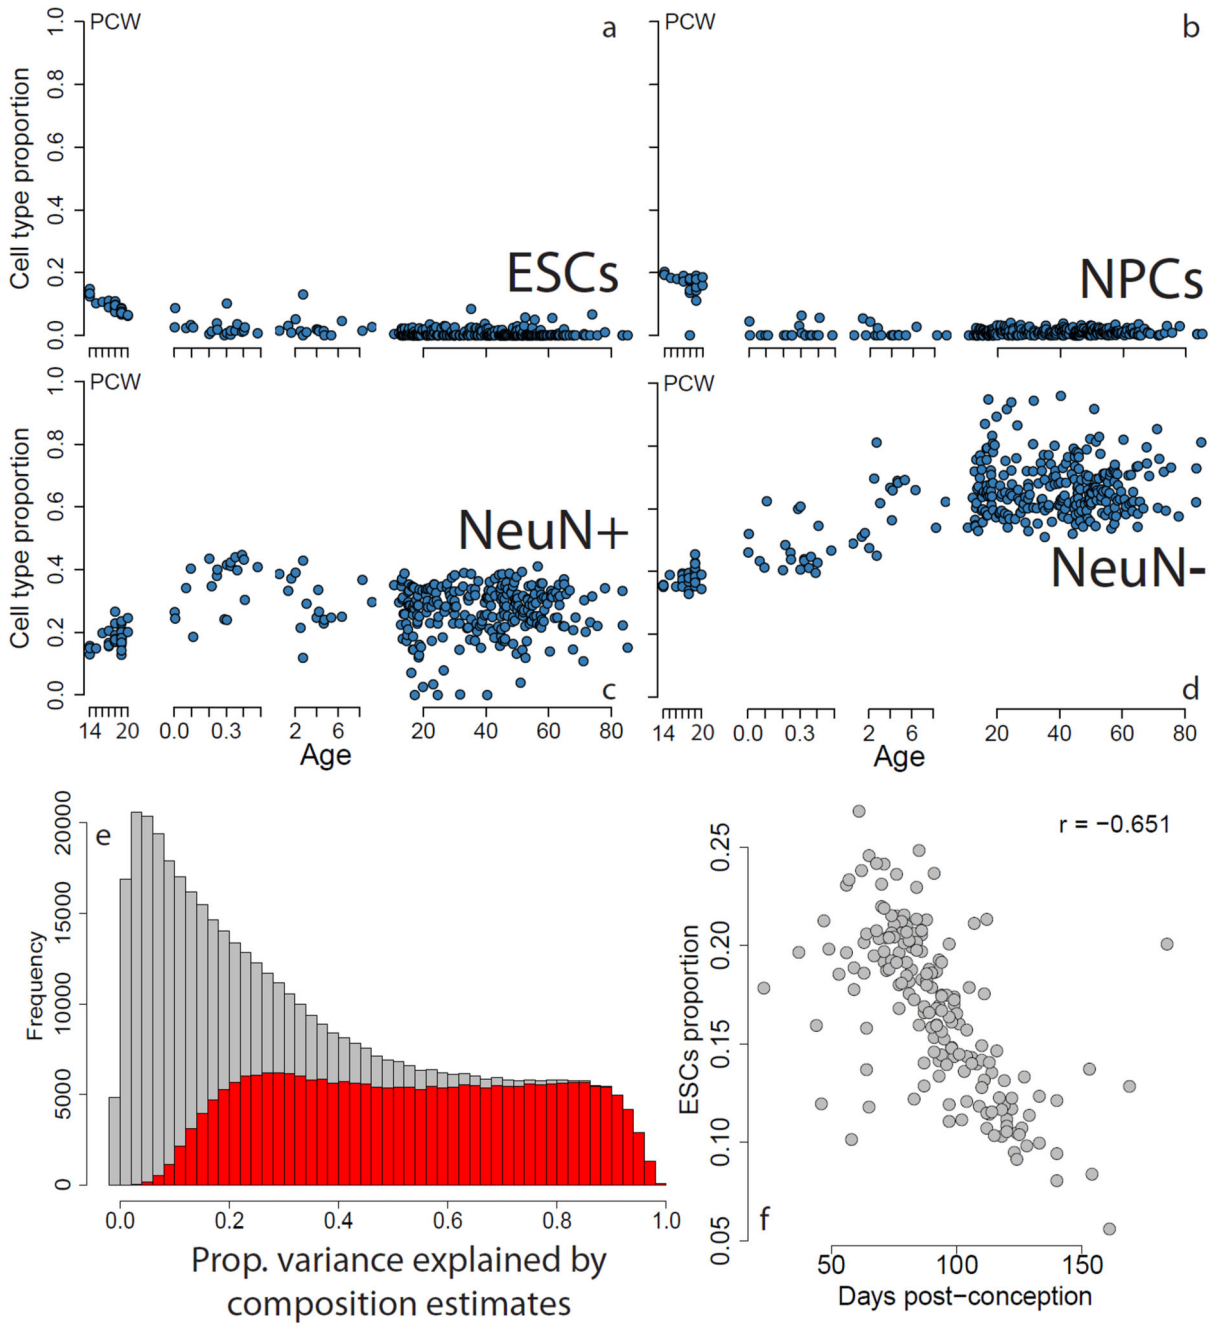 PCW
a
1.0
0.8
0.6
0.4
0.2
0.0
Cell type proportion
ESCs
PCW
b
NPCs
PCW
1.0
0.8
0.6
0.4
0.2
0.0
Cell type proportion
NeuN+
c
14 20 0.0 0.3 2 6 20 40 60 80
Age
PCW
NeuN-
d
14 20 0.0 0.3 2 6 20 40 60 80
Age
e
20000
15000
10000
5000
0
Frequency
0.0 0.2 0.4 0.6 0.8 1.0
Prop. variance explained by
composition estimates
r = −0.651
0.25
0.20
0.15
0.10
0.05
ESCs proportion
f
50 100 150
Days post−conception